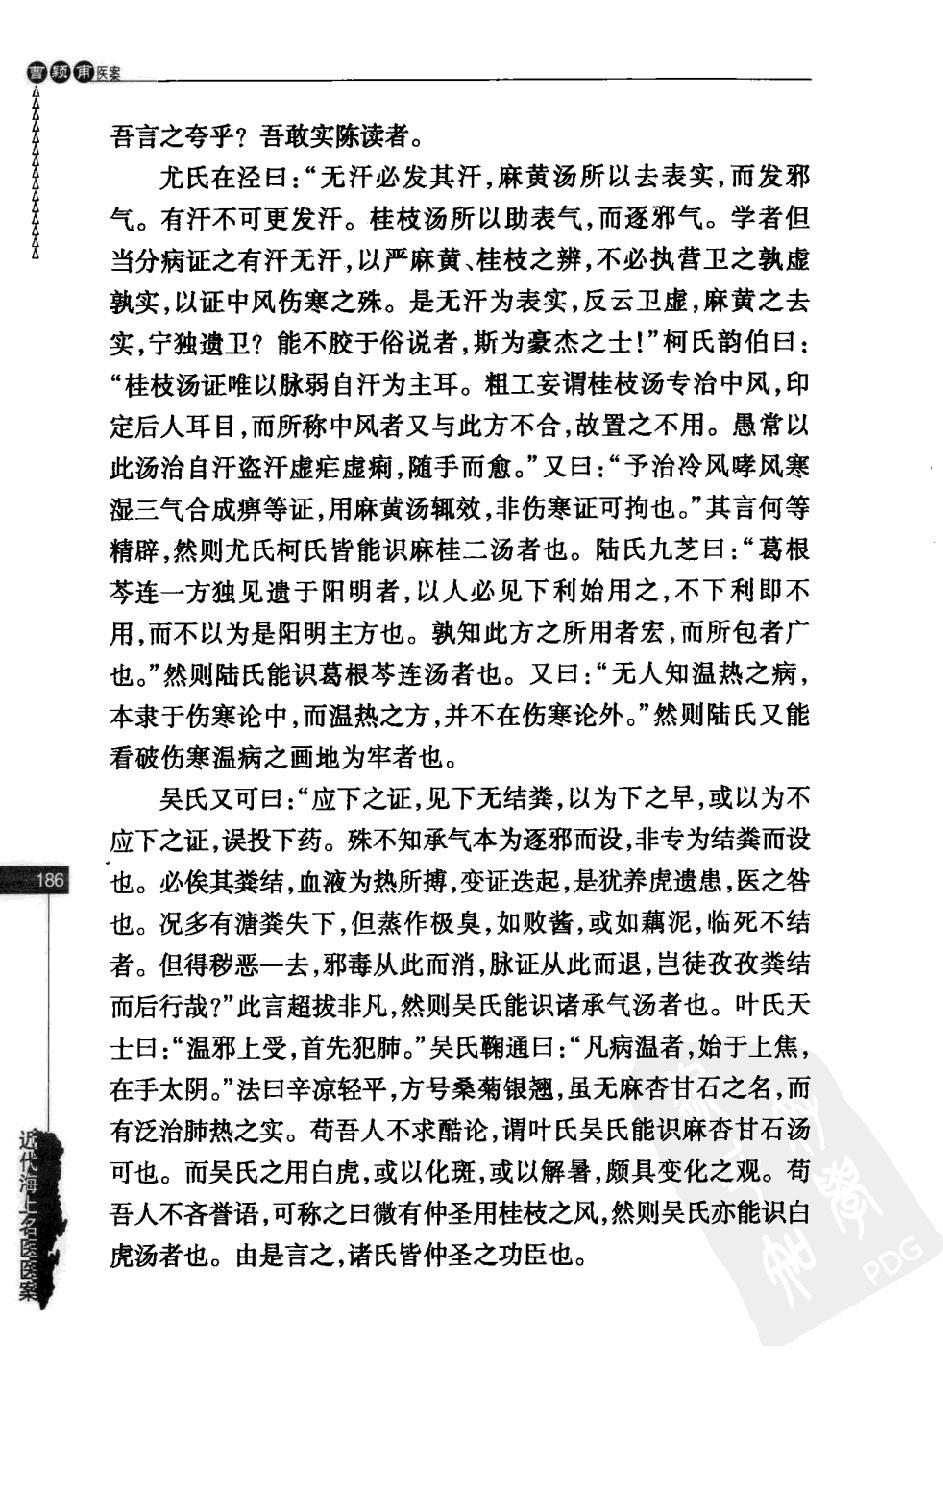 曹颖甫医案
吾言之夸乎？吾敢实陈读者。
尤氏在泾曰：“无汗必发其汗，麻黄汤所以去表实，而发邪
气。有汗不可更发汗。桂枝汤所以助表气，而逐邪气。学者但
当分病证之有汗无汗，以严麻黄、桂枝之辨，不必执营卫之孰虚
孰实，以证中风伤寒之殊。是无汗为表实，反云卫虚，麻黄之去
实，宁独遗卫？能不胶于俗说者，斯为豪杰之士！”柯氏韵伯曰：
“桂枝汤证唯以脉弱自汗为主耳。粗工妄谓桂枝汤专治中风，印
定后人耳目，而所称中风者又与此方不合，故置之不用。愚常以
此汤治自汗盗汗虚疟虚痢，随手而愈。”又曰：“予治冷风哮风寒
湿三气合成痹等证，用麻黄汤辄效，非伤寒证可拘也。”其言何等
精辟，然则尤氏柯氏皆能识麻桂二汤者也。陆氏九芝曰：“葛根
芩连一方独见遗于阳明者，以人必见下利始用之，不下利即不
用，而不以为是阳明主方也。孰知此方之所用者宏，而所包者广
也。”然则陆氏能识葛根芩连汤者也。又曰：“无人知温热之病，
本隶于伤寒论中，而温热之方，并不在伤寒论外。”然则陆氏又能
看破伤寒温病之画地为牢者也。
吴氏又可曰：“应下之证，见下无结粪，以为下之早，或以为不
应下之证，误投下药。殊不知承气本为逐邪而设，非专为结粪而设
也。必俟其粪结，血液为热所搏，变证迭起，是犹养虎遗患，医之咎
也。况多有溏粪失下，但蒸作极臭，如败酱，或如藕泥，临死不结
者。但得秽恶一去，邪毒从此而消，脉证从此而退，岂徒孜孜粪结
而后行哉？”此言超拔非凡，然则吴氏能识诸承气汤者也。叶氏天
士曰：“温邪上受，首先犯肺。”吴氏鞠通曰：“凡病温者，始于上焦，
在手太阴。”法曰辛凉轻平，方号桑菊银翘，虽无麻杏甘石之名，而
有泛治肺热之实。苟吾人不求酷论，谓叶氏吴氏能识麻杏甘石汤
可也。而吴氏之用白虎，或以化斑，或以解暑，颇具变化之观。苟
吾人不吝誉语，可称之曰微有仲圣用桂枝之风，然则吴氏亦能识白
虎汤者也。由是言之，诸氏皆仲圣之功臣也。
186
近代海上名医医案
PDG